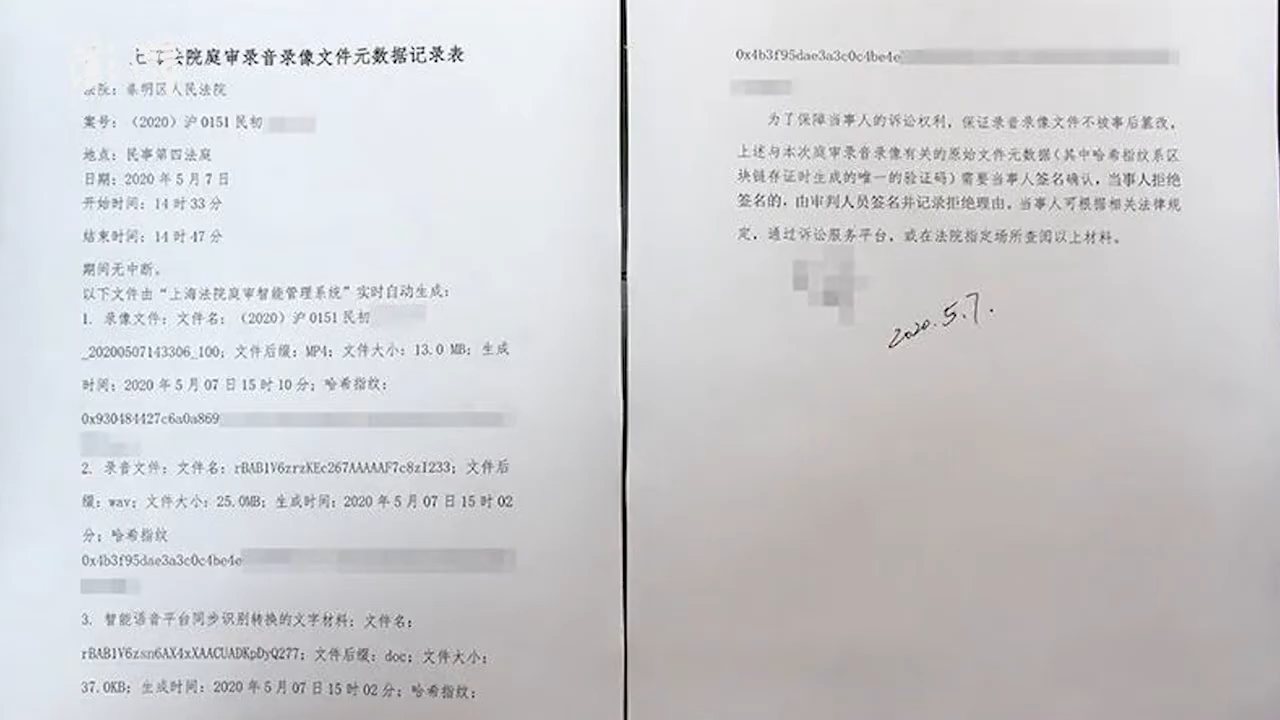 上海法院庭审录音录像文件元数据记录表
法院：崇明区人民法院
案号：（2020）沪0151民初
地点：民事第四法庭
日期：2020年5月7日
开始时间：14时33分
结束时间：14时47分
期间无中断。
以下文件由“上海法院庭审智能管理系统”实时自动生成：
1. 录像文件：文件名：（2020）沪0151民初
_20200507143306_100；文件后缀：MP4；文件大小：13.0 MB；生成
时间：2020年5月07日15时10分；哈希指纹：
0x930484427c6a0a869
2. 录音文件：文件名：rBAB1V6zrzKEc267AAAAAF7c8zI233；文件后
缀：wav；文件大小：25.0MB；生成时间：2020年5月07日15时02
分；哈希指纹
0x4b3f95dae3a3c0c4be4e
3. 智能语音平台同步识别转换的文字材料：文件名：
rBAB1V6zsn6AX4xXAACUADKpDyQ277；文件后缀：doc；文件大小：
37.0KB；生成时间：2020年5月07日15时02分；哈希指纹：
0x4b3f95dae3a3c0c4be4e
为了保障当事人的诉讼权利，保证录音录像文件不被事后篡改，
上述与本次庭审录音录像有关的原始文件元数据（其中哈希指纹系区
块链存证时生成的唯一的验证码）需要当事人签名确认，当事人拒绝
签名的，由审判人员签名并记录拒绝理由。当事人可根据相关法律规
定，通过诉讼服务平台，或在法院指定场所查阅以上材料。
2020.5.7.